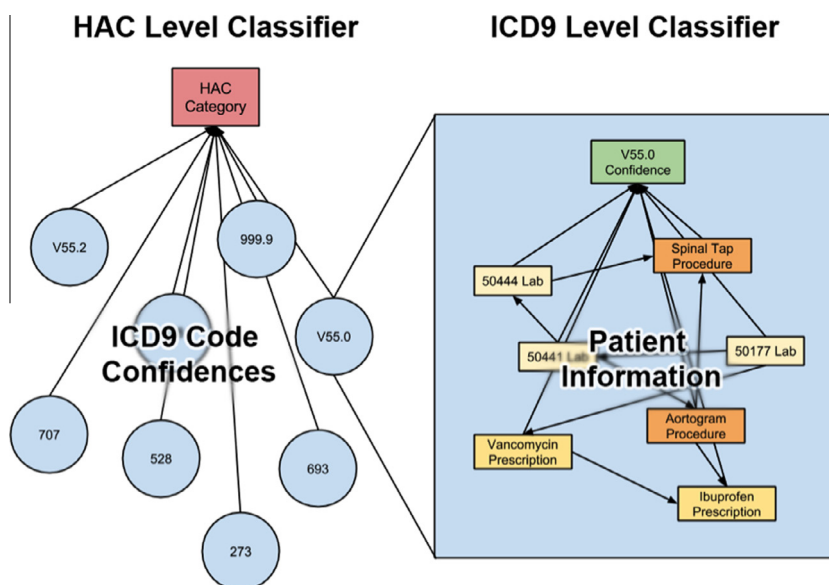 HAC Level Classifier
ICD9 Level Classifier
HAC
Category
V55.0
Confidence
V55.2
999.9
Spinal Tap
Procedure
50444 Lab
V55.0
ICD9 Code
Confidences
50441 Lab
50177 Lab
Patient
Information
707
528
693
Aortogram
Procedure
Vancomycin
Prescription
Ibuprofen
Prescription
273